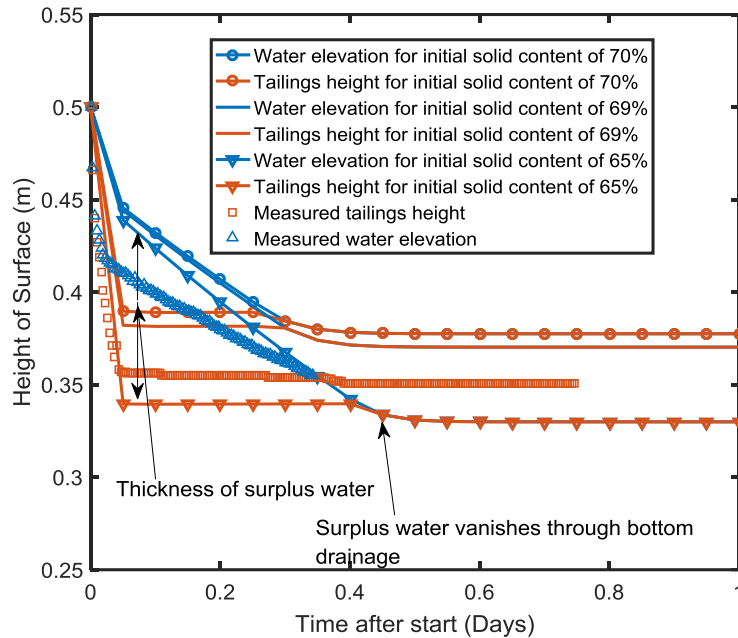 Water elevation for initial solid content of 70%
Tailings height for initial solid content of 70%
Water elevation for initial solid content of 69%
Tailings height for initial solid content of 69%
Water elevation for initial solid content of 65%
Tailings height for initial solid content of 65%
Measured tailings height
Measured water elevation
Height of Surface (m)
0.5
0.45
0.4
0.35
0.3
0.25
Thickness of surplus water
Surplus water vanishes through bottom
drainage
0 0.2 0.4 0.6 0.8 1
Time after start (Days)